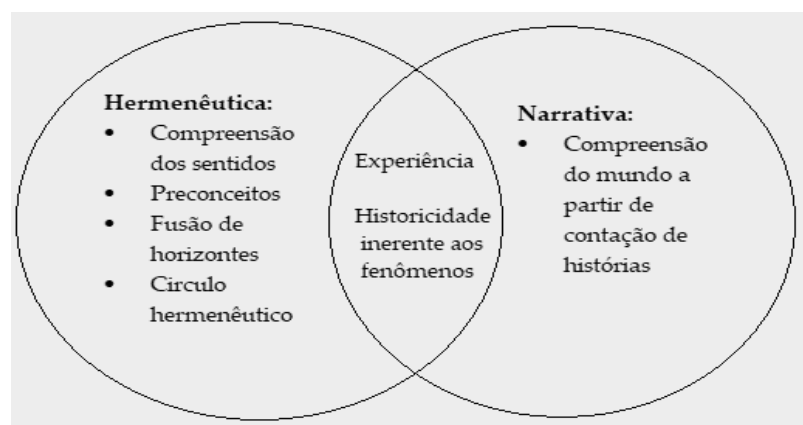 Hermenêutica:
• Compreensão
dos sentidos
• Preconceitos
• Fusão de
horizontes
• Circulo
hermenêutico
Experiência
Historicidade
inerente aos
fenômenos
Narrativa:
• Compreensão
do mundo a
partir de
contação de
histórias